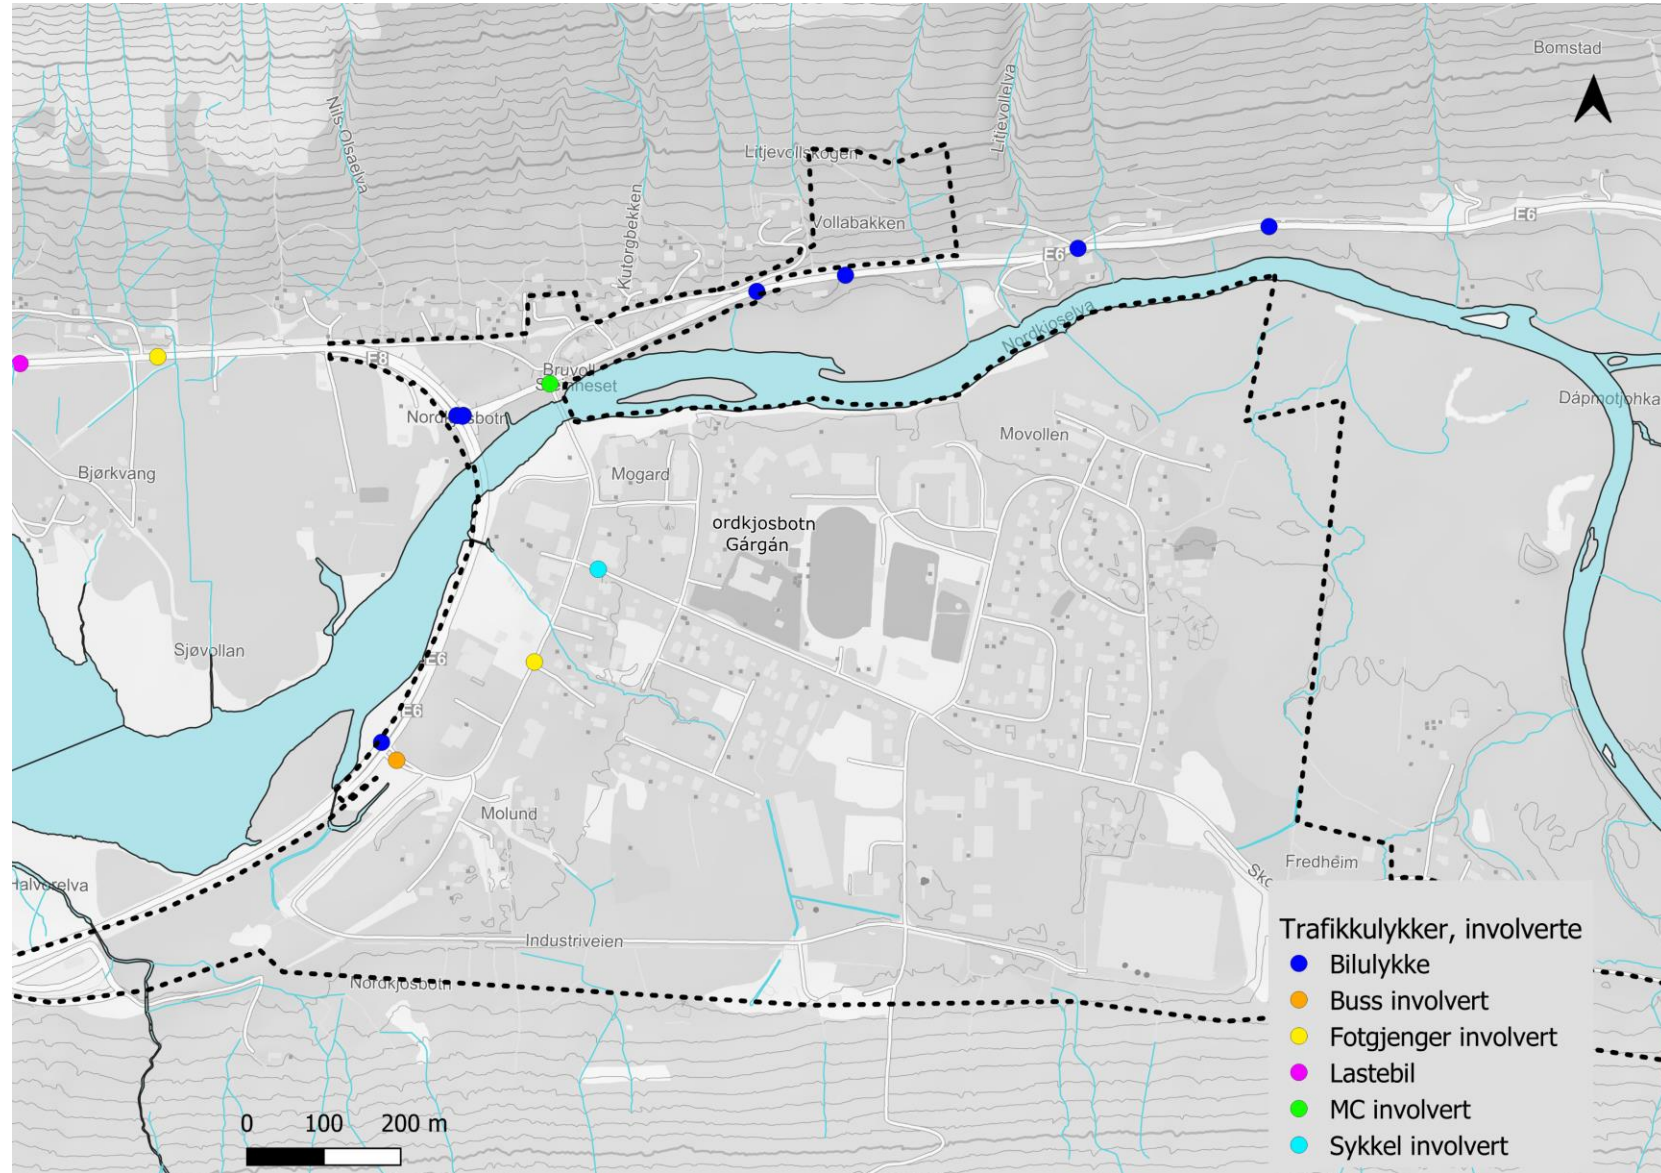 Bomstad
Nils-Olsaelva
Litjevollelva
Litjevollskogen
Kutorgbekken
Vollabakken
E6
E6
Nordkjoselva
E8
Bruvoll
Dápmotjohka
Movollen
Bjørkvang
Mogard
ordkjosbotn
Gárgán
Sjøvollan
E6
E6
Molund
Fredheim
Halvorelva
Sko
Industriveien
Nordkjosbotn
Trafikkulykker, involverte
Bilulykke
Buss involvert
Fotgjenger involvert
Lastebil
MC involvert
Sykkel involvert
0 100 200 m